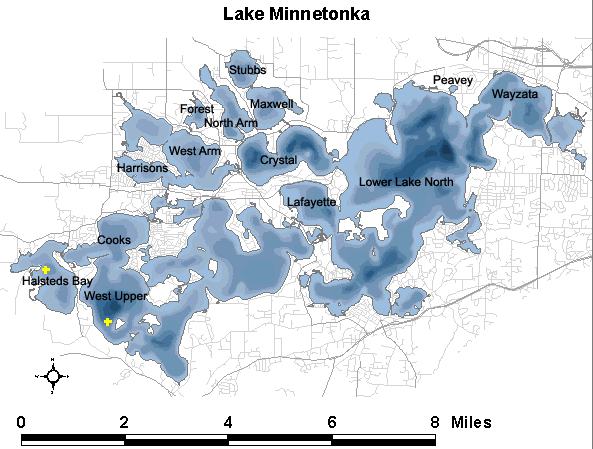 Lake Minnetonka
Stubbs
Peavey
Wayzata
Forest
Maxwell
North Arm
West Arm
Crystal
Harrisons
Lower Lake North
Lafayette
Cooks
Halsteds Bay
West Upper
N
W
E
S
0 2 4 6 8 Miles